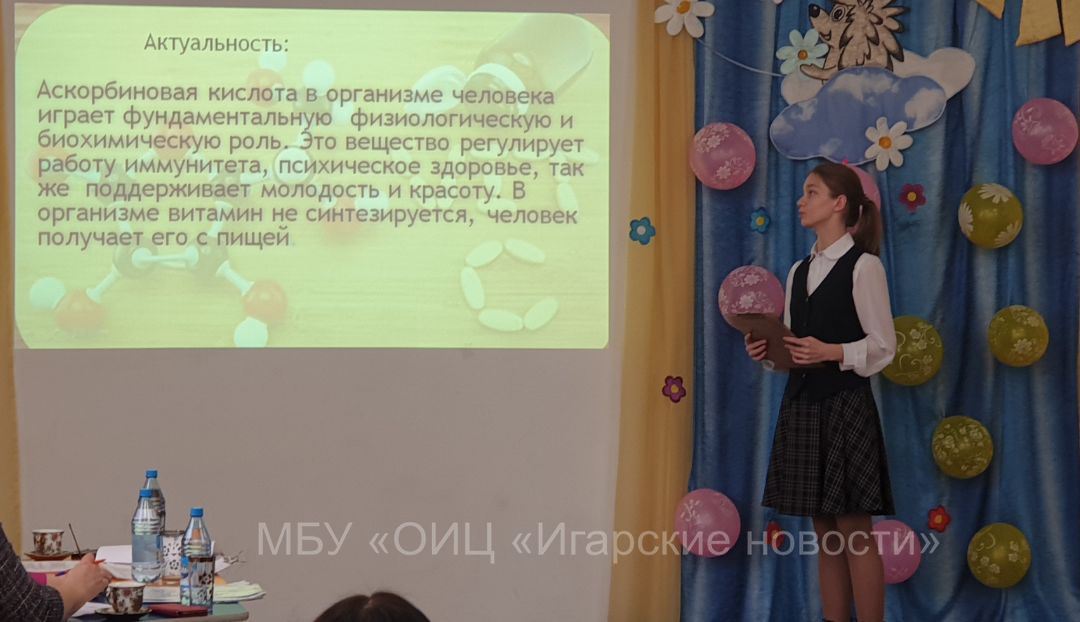 Актуальность:
Аскорбиновая кислота в организме человека
играет фундаментальную физиологическую и
биохимическую роль. Это вещество регулирует
работу иммунитета, психическое здоровье, так
же поддерживает молодость и красоту. В
организме витамин не синтезируется, человек
получает его с пищей
МБУ «ОИЦ «Игарские новости»